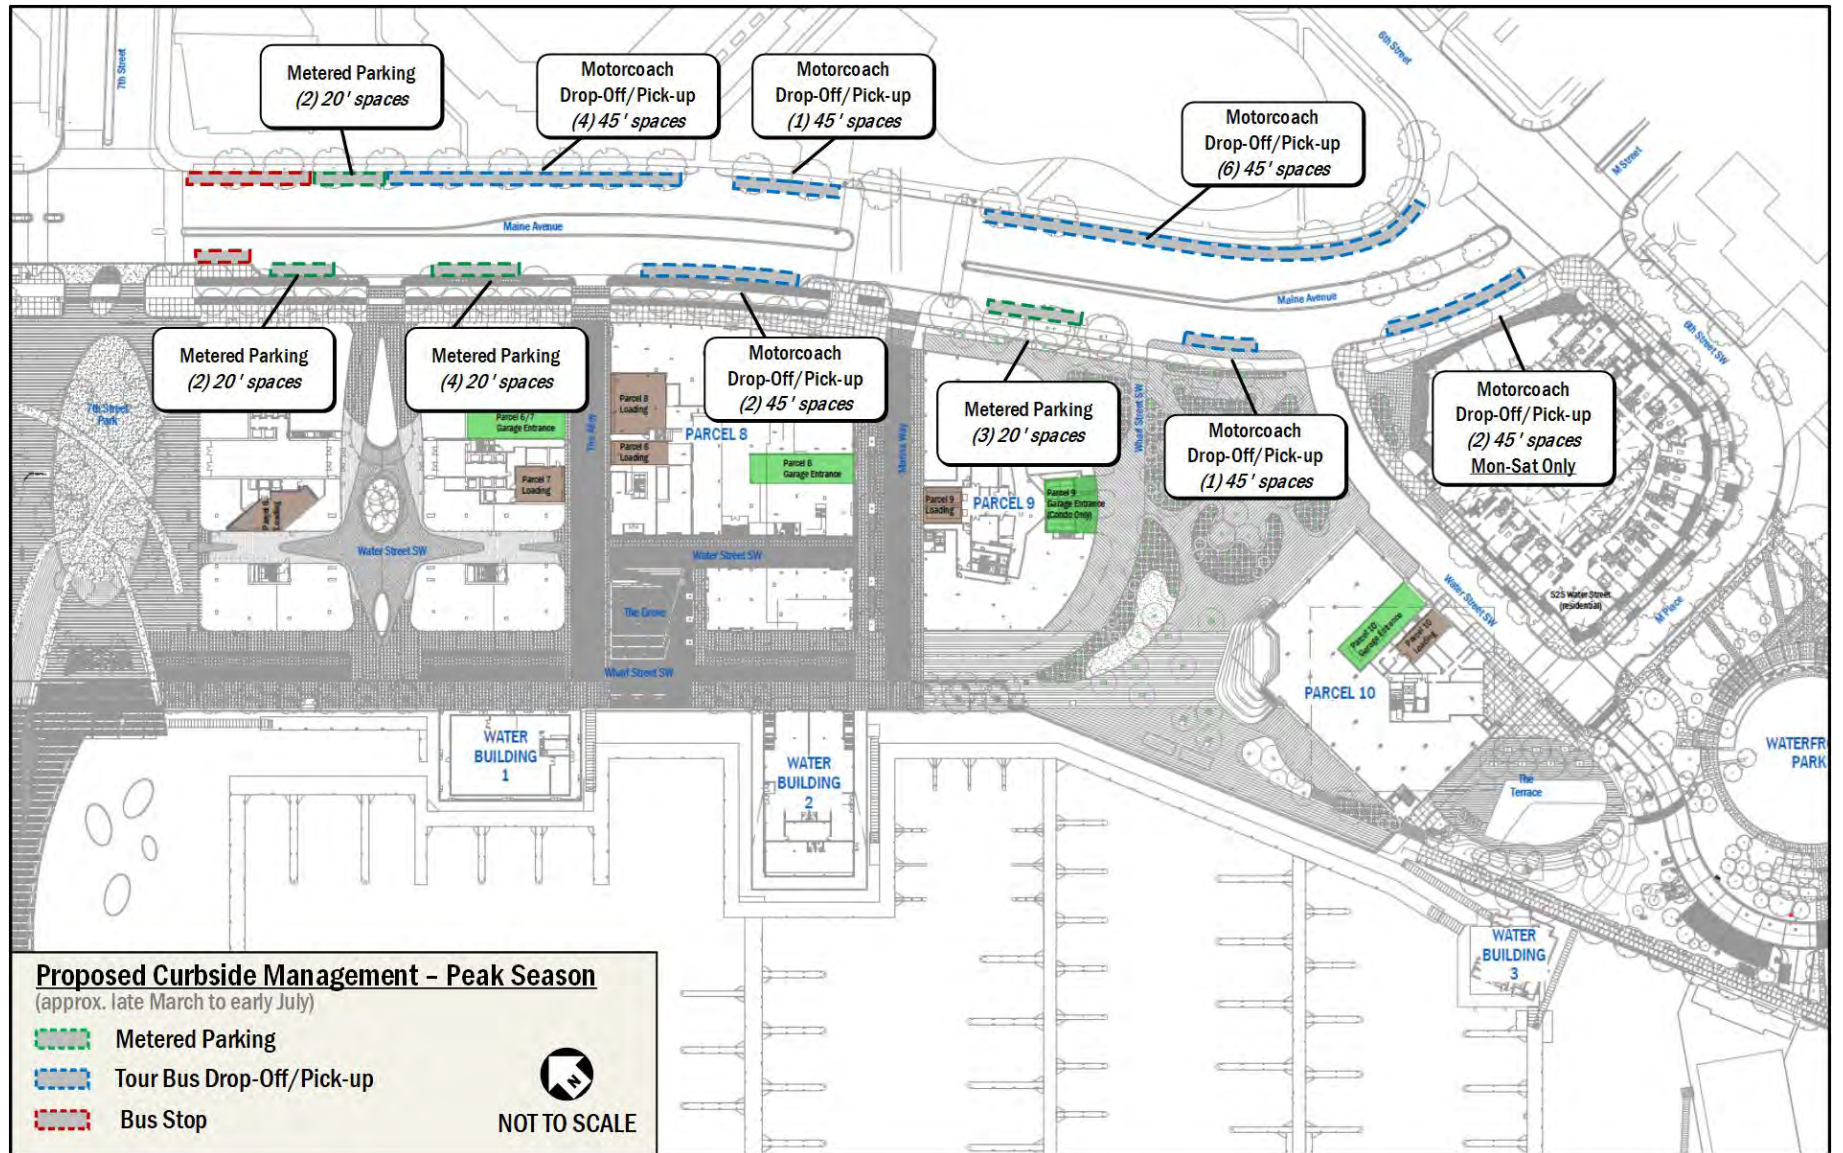 7th Street
6th Street
M Street
Metered Parking
(2) 20' spaces
Motorcoach
Drop-Off/Pick-up
(4) 45' spaces
Motorcoach
Drop-Off/Pick-up
(1) 45' spaces
Motorcoach
Drop-Off/Pick-up
(6) 45' spaces
Maine Avenue
Maine Avenue
6th Street SW
Metered Parking
(2) 20' spaces
Metered Parking
(4) 20' spaces
Motorcoach
Drop-Off/Pick-up
(2) 45' spaces
Metered Parking
(3) 20' spaces
Motorcoach
Drop-Off/Pick-up
(1) 45' spaces
Motorcoach
Drop-Off/Pick-up
(2) 45' spaces
Mon-Sat Only
7th Street
Park
Parcel 6/7
Garage Entrance
The Alley
Parcel 8
Loading
Parcel 8
Loading
PARCEL 8
Parcel 8
Garage Entrance
Marina Way
Wharf Street SW
Parcel 6
Loading
Parcel 7
Loading
Parcel 9
Loading
PARCEL 9
Parcel 9
Garage Entrance
(Condo Only)
Water Street SW
Water Street SW
The Grove
Wharf Street SW
Water Street SW
525 Water Street
(residential)
M Place
Parcel 10
Garage Entrance
Parcel 10
Loading
PARCEL 10
WATER
BUILDING
1
WATER
BUILDING
2
The
Terrace
WATERFR
PARK
WATER
BUILDING
3
Proposed Curbside Management – Peak Season
(approx. late March to early July)
Metered Parking
Tour Bus Drop-Off/Pick-up
Bus Stop
N
NOT TO SCALE